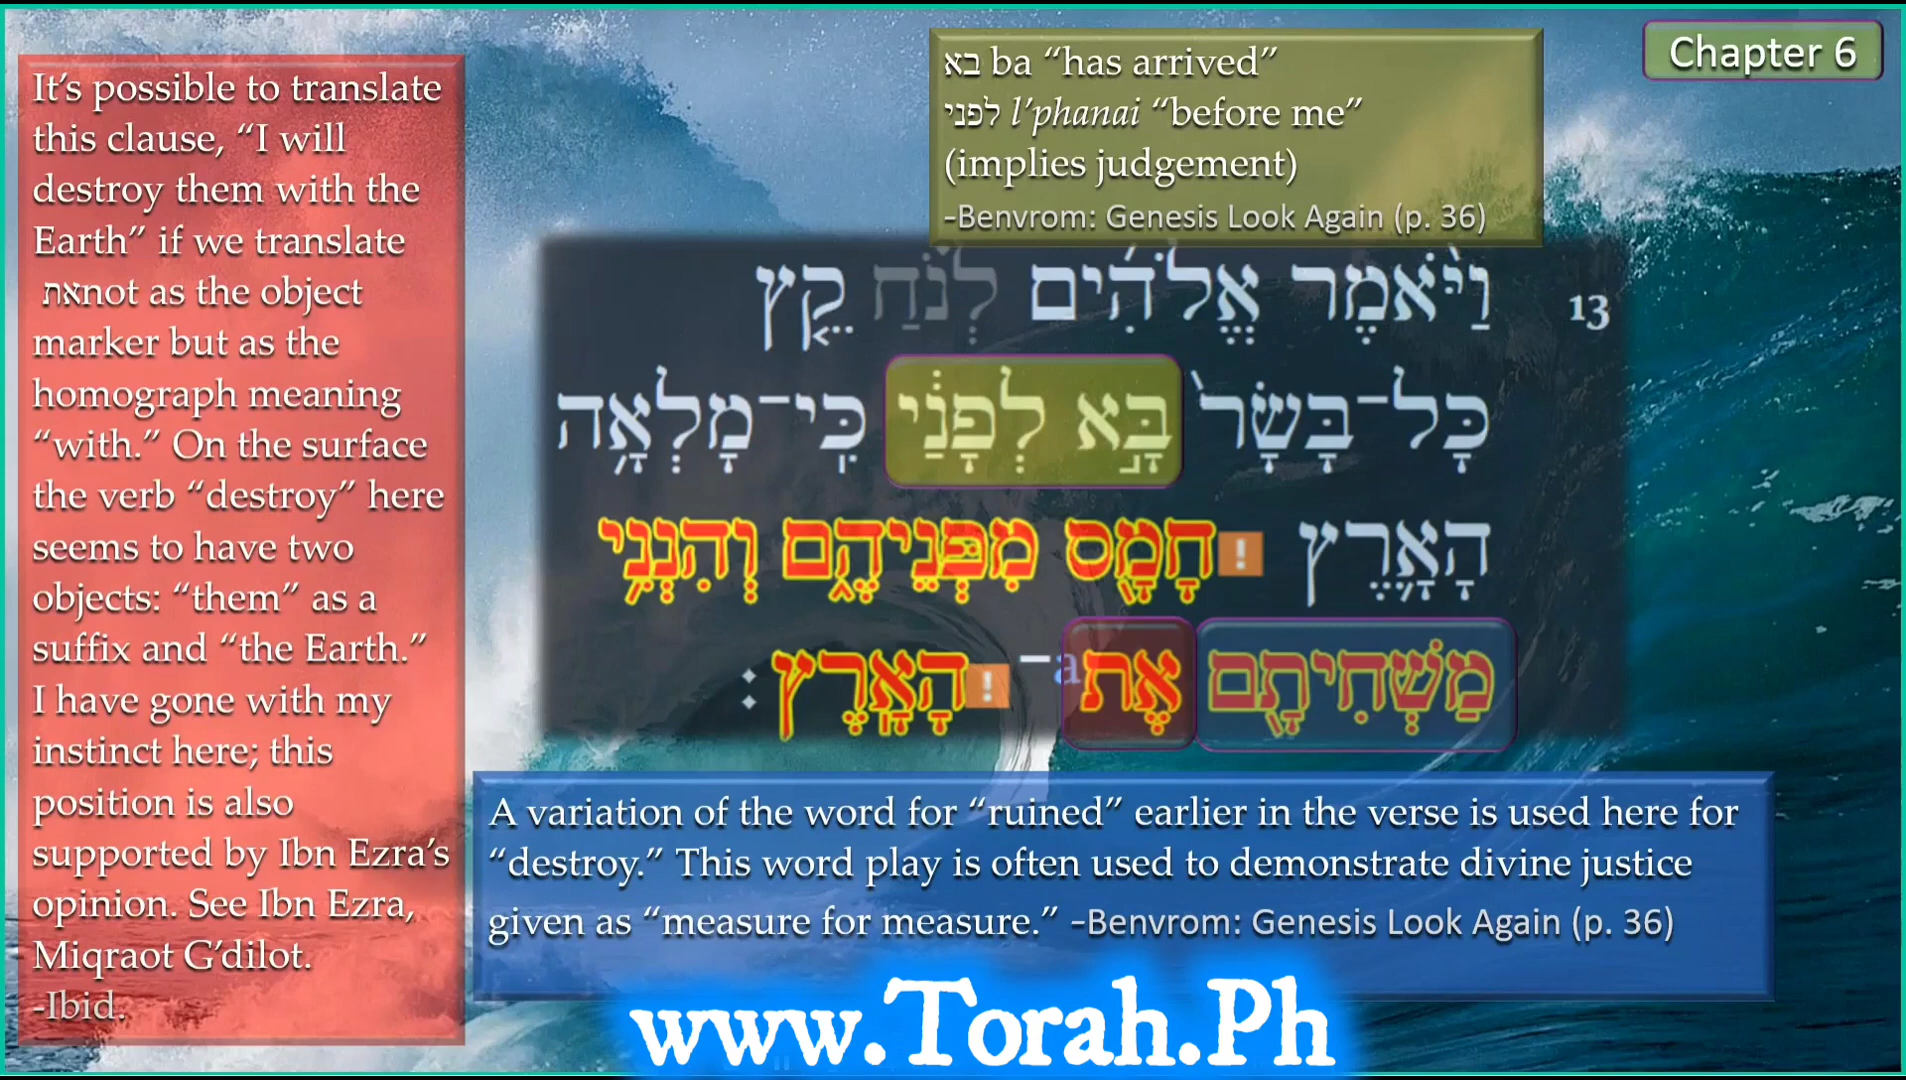 Chapter 6
It’s possible to translate
this clause, “I will
destroy them with the
Earth” if we translate
את not as the object
marker but as the
homograph meaning
“with.” On the surface
the verb “destroy” here
seems to have two
objects: “them” as a
suffix and “the Earth.”
I have gone with my
instinct here; this
position is also
supported by Ibn Ezra’s
opinion. See Ibn Ezra,
Miqraot G’dilot.
-Ibid.
בא ba “has arrived”
לפני l’phanai “before me”
(implies judgement)
-Benvrom: Genesis Look Again (p. 36)
13 וַיֹּ֨אמֶר אֱלֹהִ֜ים לְנֹ֗חַ קֵ֤ץ
כָּל־בָּשָׂר֙ בָּ֣א לְפָנַ֔י כִּֽי־מָלְאָ֥ה
הָאָ֛רֶץ ! חָמָ֖ס מִפְּנֵיהֶ֑ם וְהִנְנִ֥י
מַשְׁחִיתָ֖ם אֶת a־ ! הָאָֽרֶץ ׃
A variation of the word for “ruined” earlier in the verse is used here for
“destroy.” This word play is often used to demonstrate divine justice
given as “measure for measure.” -Benvrom: Genesis Look Again (p. 36)
www.Torah.Ph